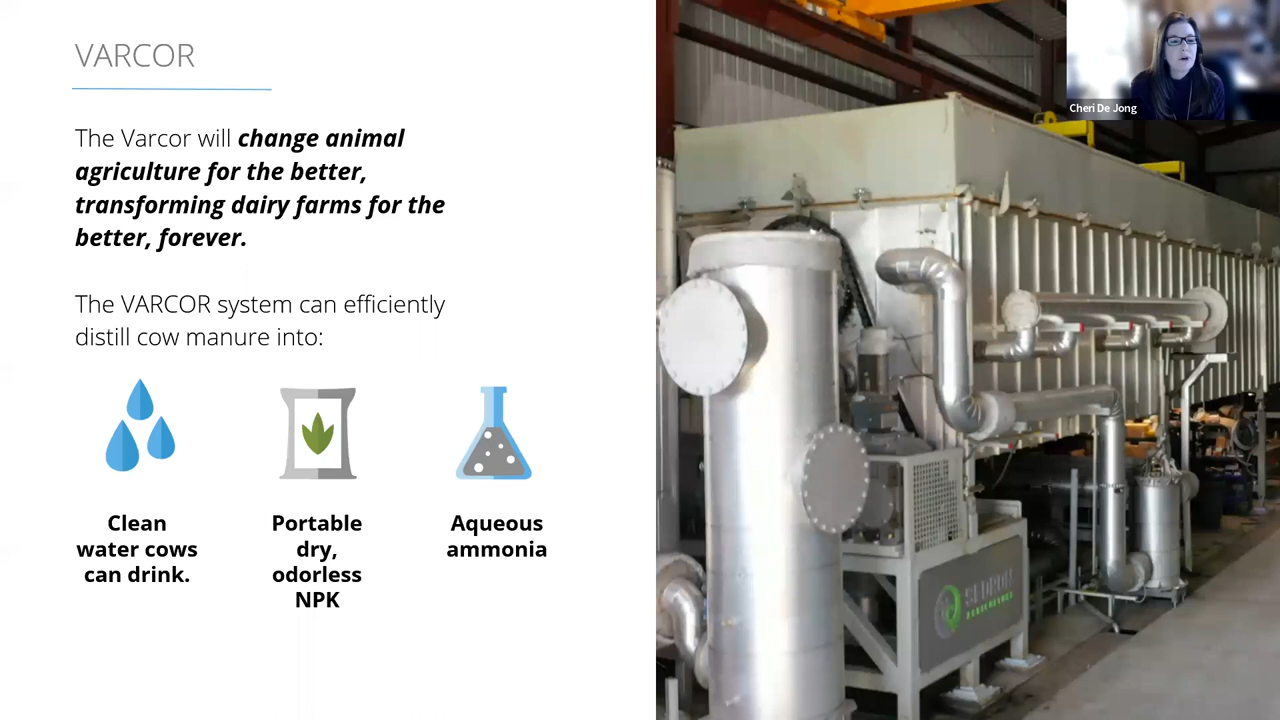 VARCOR
The Varcor will change animal
agriculture for the better,
transforming dairy farms for the
better, forever.
The VARCOR system can efficiently
distill cow manure into:
Clean
water cows
can drink.
Portable
dry,
odorless
NPK
Aqueous
ammonia
Cheri De Jong